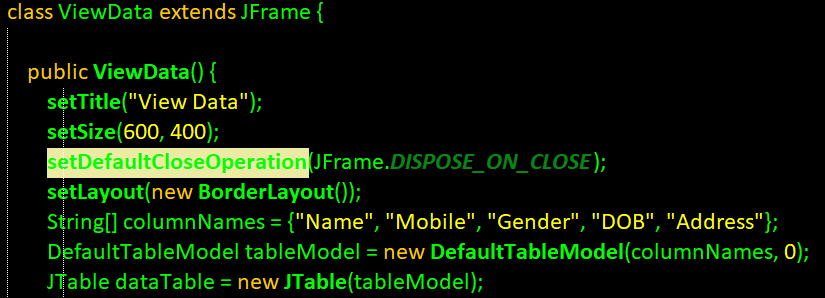 class ViewData extends JFrame {
public ViewData() {
setTitle("View Data");
setSize(600, 400);
setDefaultCloseOperation(JFrame.DISPOSE_ON_CLOSE);
setLayout(new BorderLayout());
String[] columnNames = {"Name", "Mobile", "Gender", "DOB", "Address"};
DefaultTableModel tableModel = new DefaultTableModel(columnNames, 0);
JTable dataTable = new JTable(tableModel);